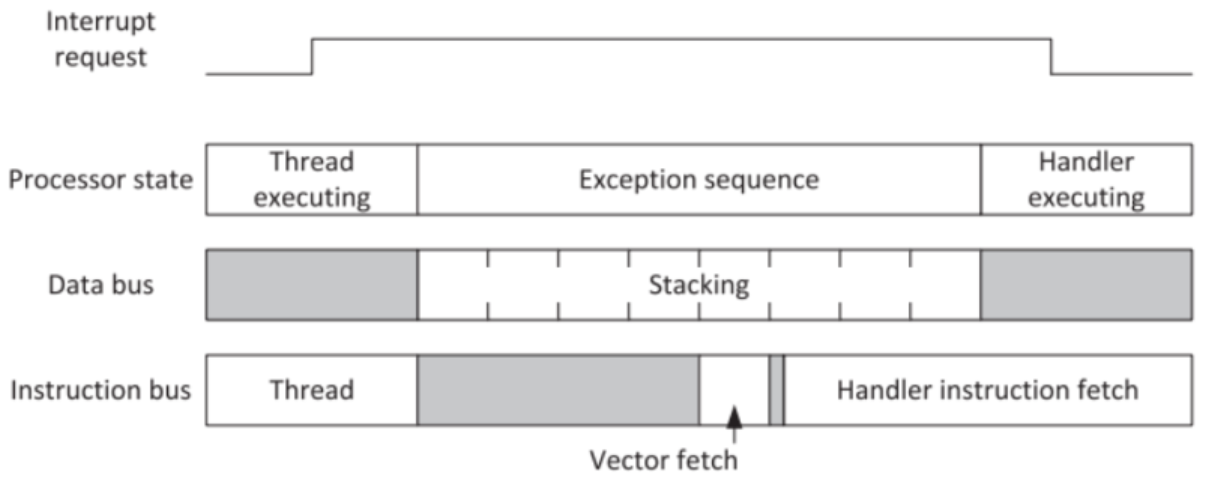 Interrupt
request
Processor state
Thread
executing
Exception sequence
Handler
executing
Data bus
Stacking
Instruction bus
Thread
Handler instruction fetch
Vector fetch